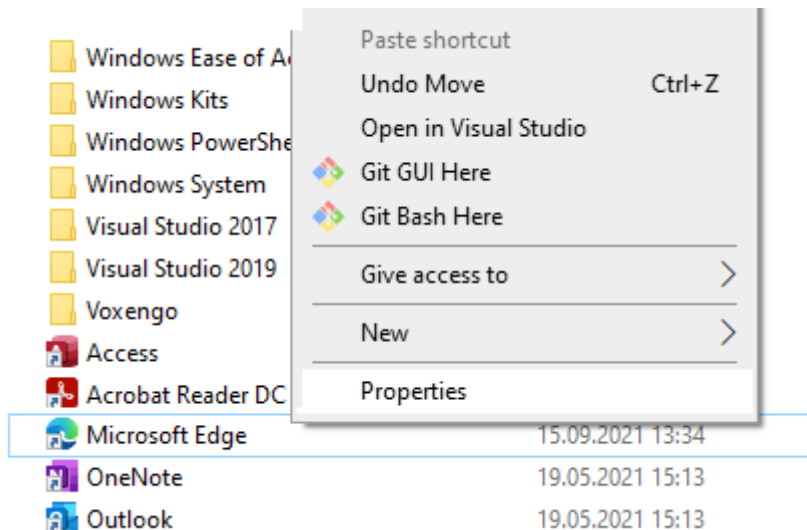 Windows Ease of A
Windows Kits
Windows PowerShe
Windows System
Visual Studio 2017
Visual Studio 2019
Voxengo
Access
Acrobat Reader DC
Microsoft Edge 15.09.2021 13:34
OneNote 19.05.2021 15:13
Outlook 19.05.2021 15:13
Paste shortcut
Undo Move Ctrl+Z
Open in Visual Studio
Git GUI Here
Git Bash Here
Give access to
New
Properties